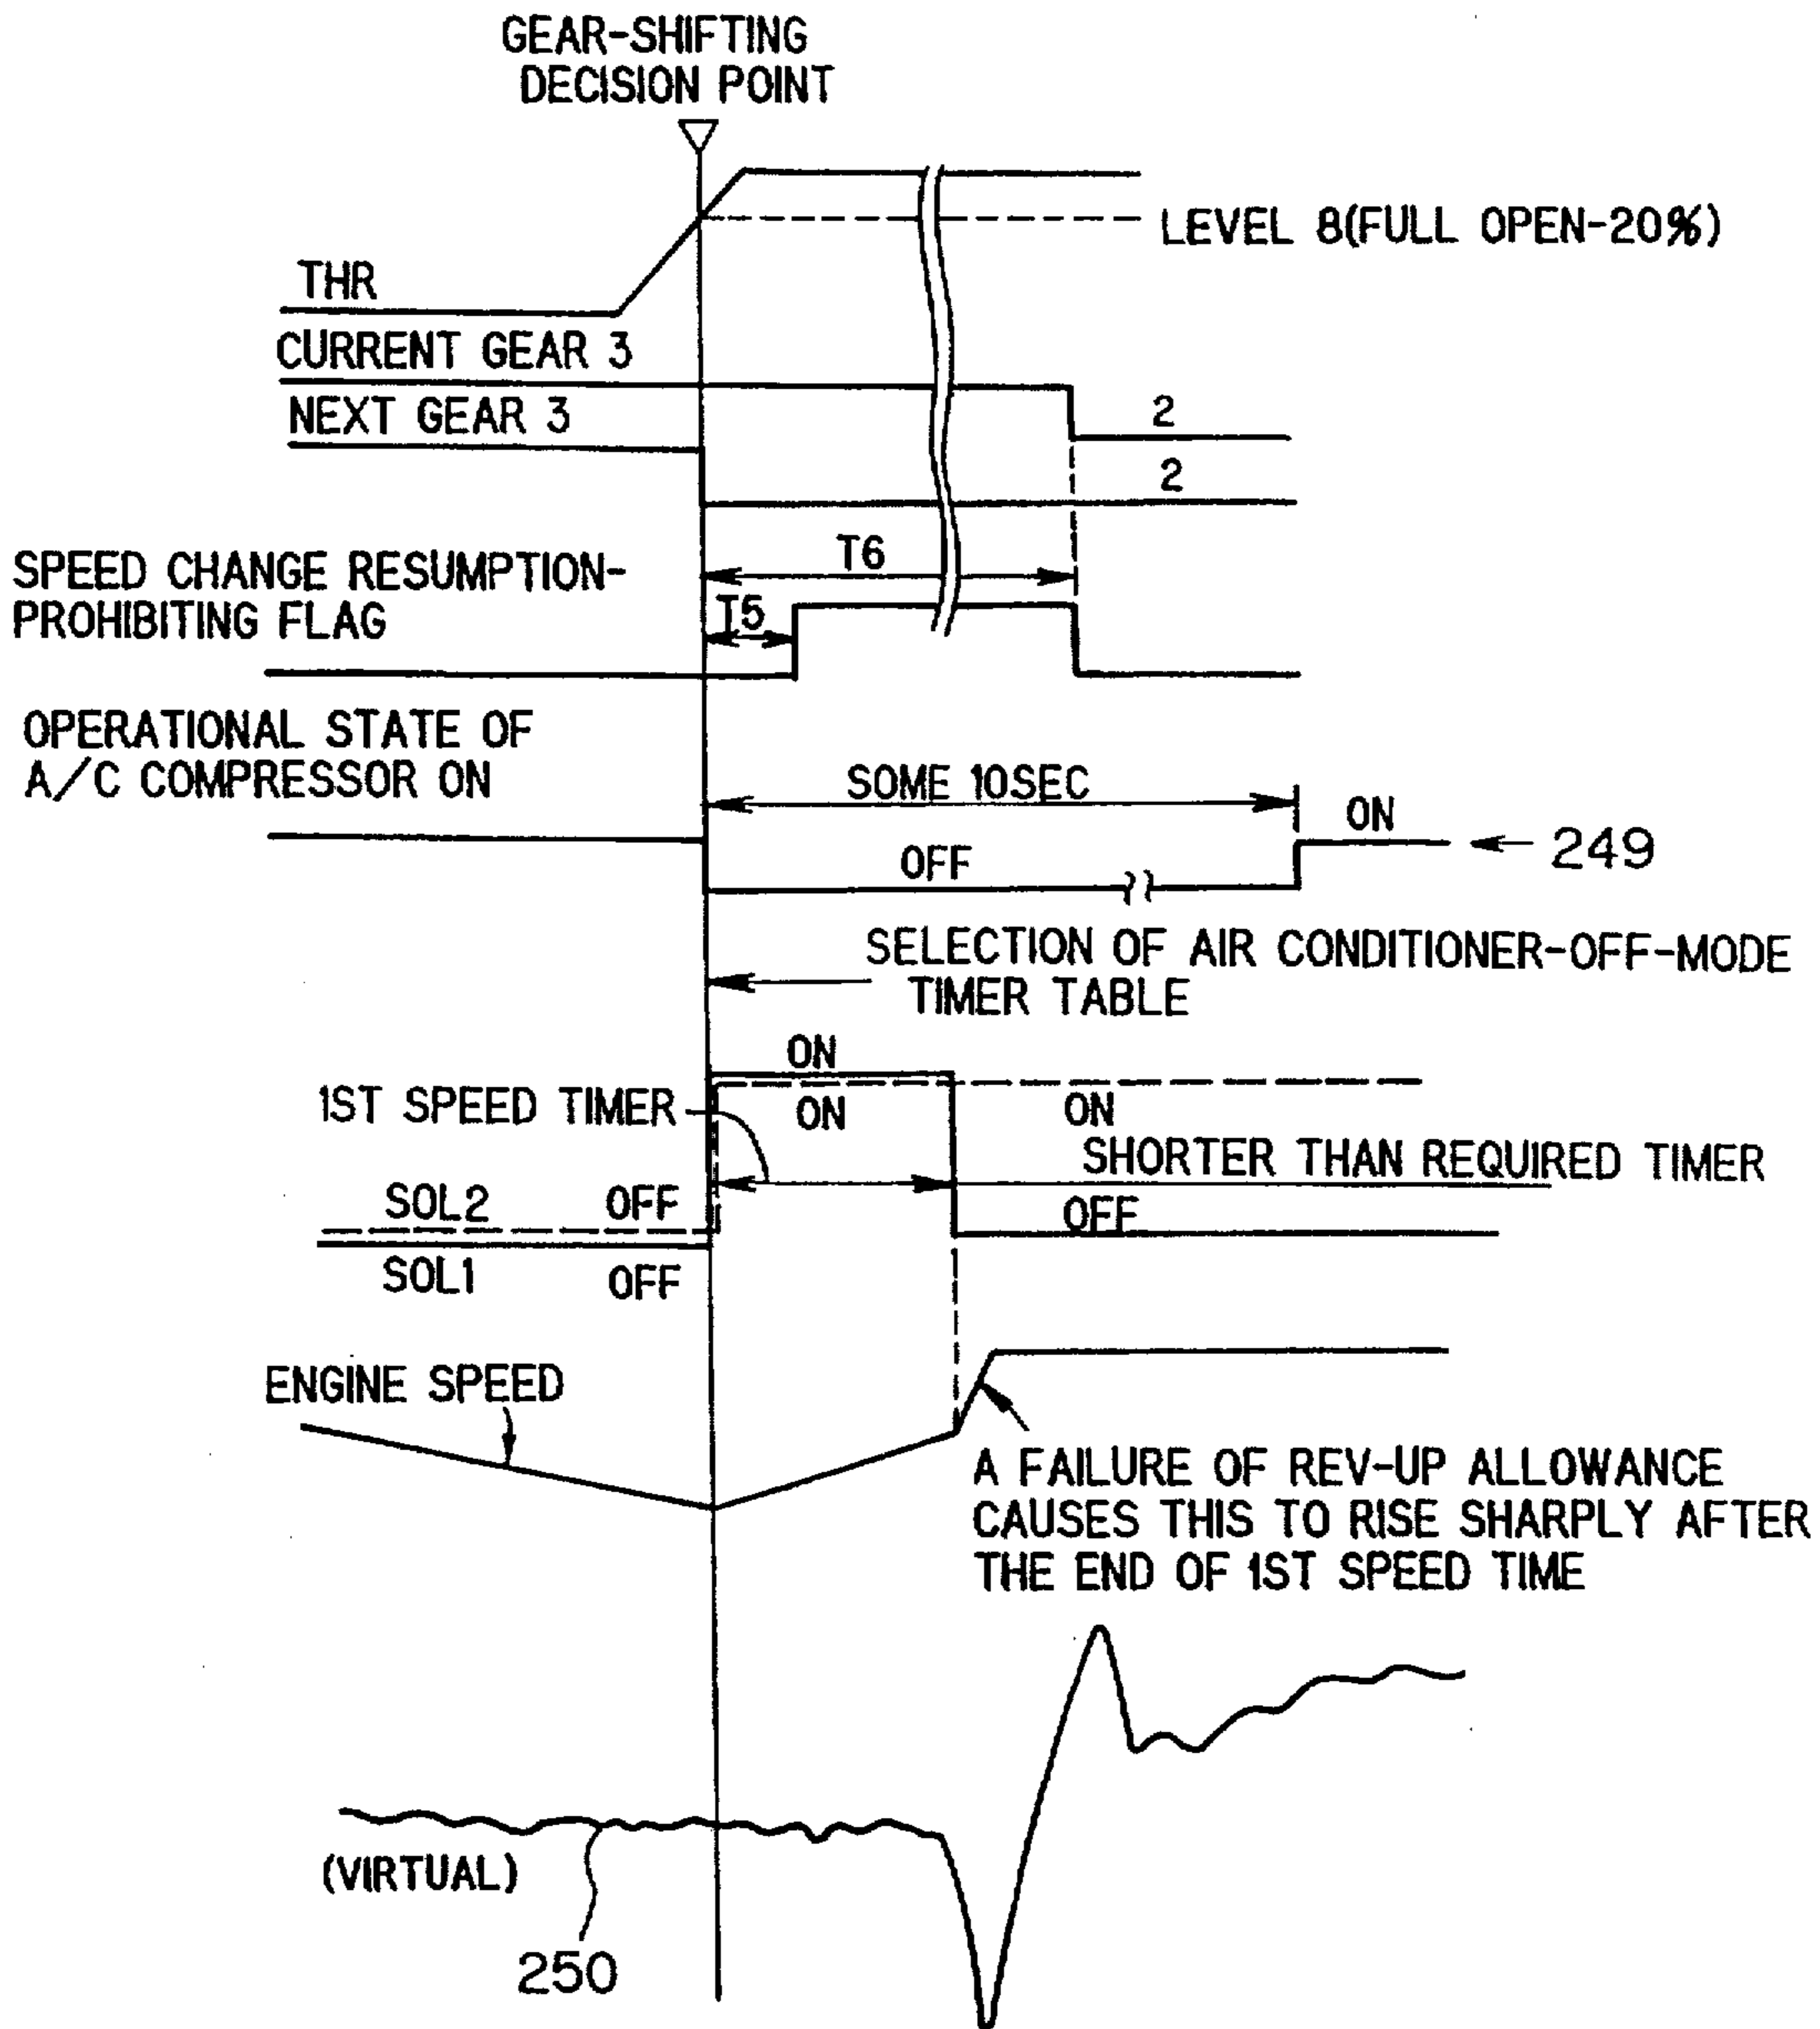 GEAR-SHIFTING
DECISION POINT
LEVEL 8(FULL OPEN-20%)
THR
CURRENT GEAR 3
NEXT GEAR 3
2
2
T6
SPEED CHANGE RESUMPTION-
PROHIBITING FLAG
T5
OPERATIONAL STATE OF
A/C COMPRESSOR ON
SOME 10SEC
ON
249
OFF
SELECTION OF AIR CONDITIONER-OFF-MODE
TIMER TABLE
ON
1ST SPEED TIMER
ON
ON
SHORTER THAN REQUIRED TIMER
SOL2 OFF
OFF
SOL1 OFF
ENGINE SPEED
A FAILURE OF REV-UP ALLOWANCE
CAUSES THIS TO RISE SHARPLY AFTER
THE END OF 1ST SPEED TIME
(VIRTUAL)
250